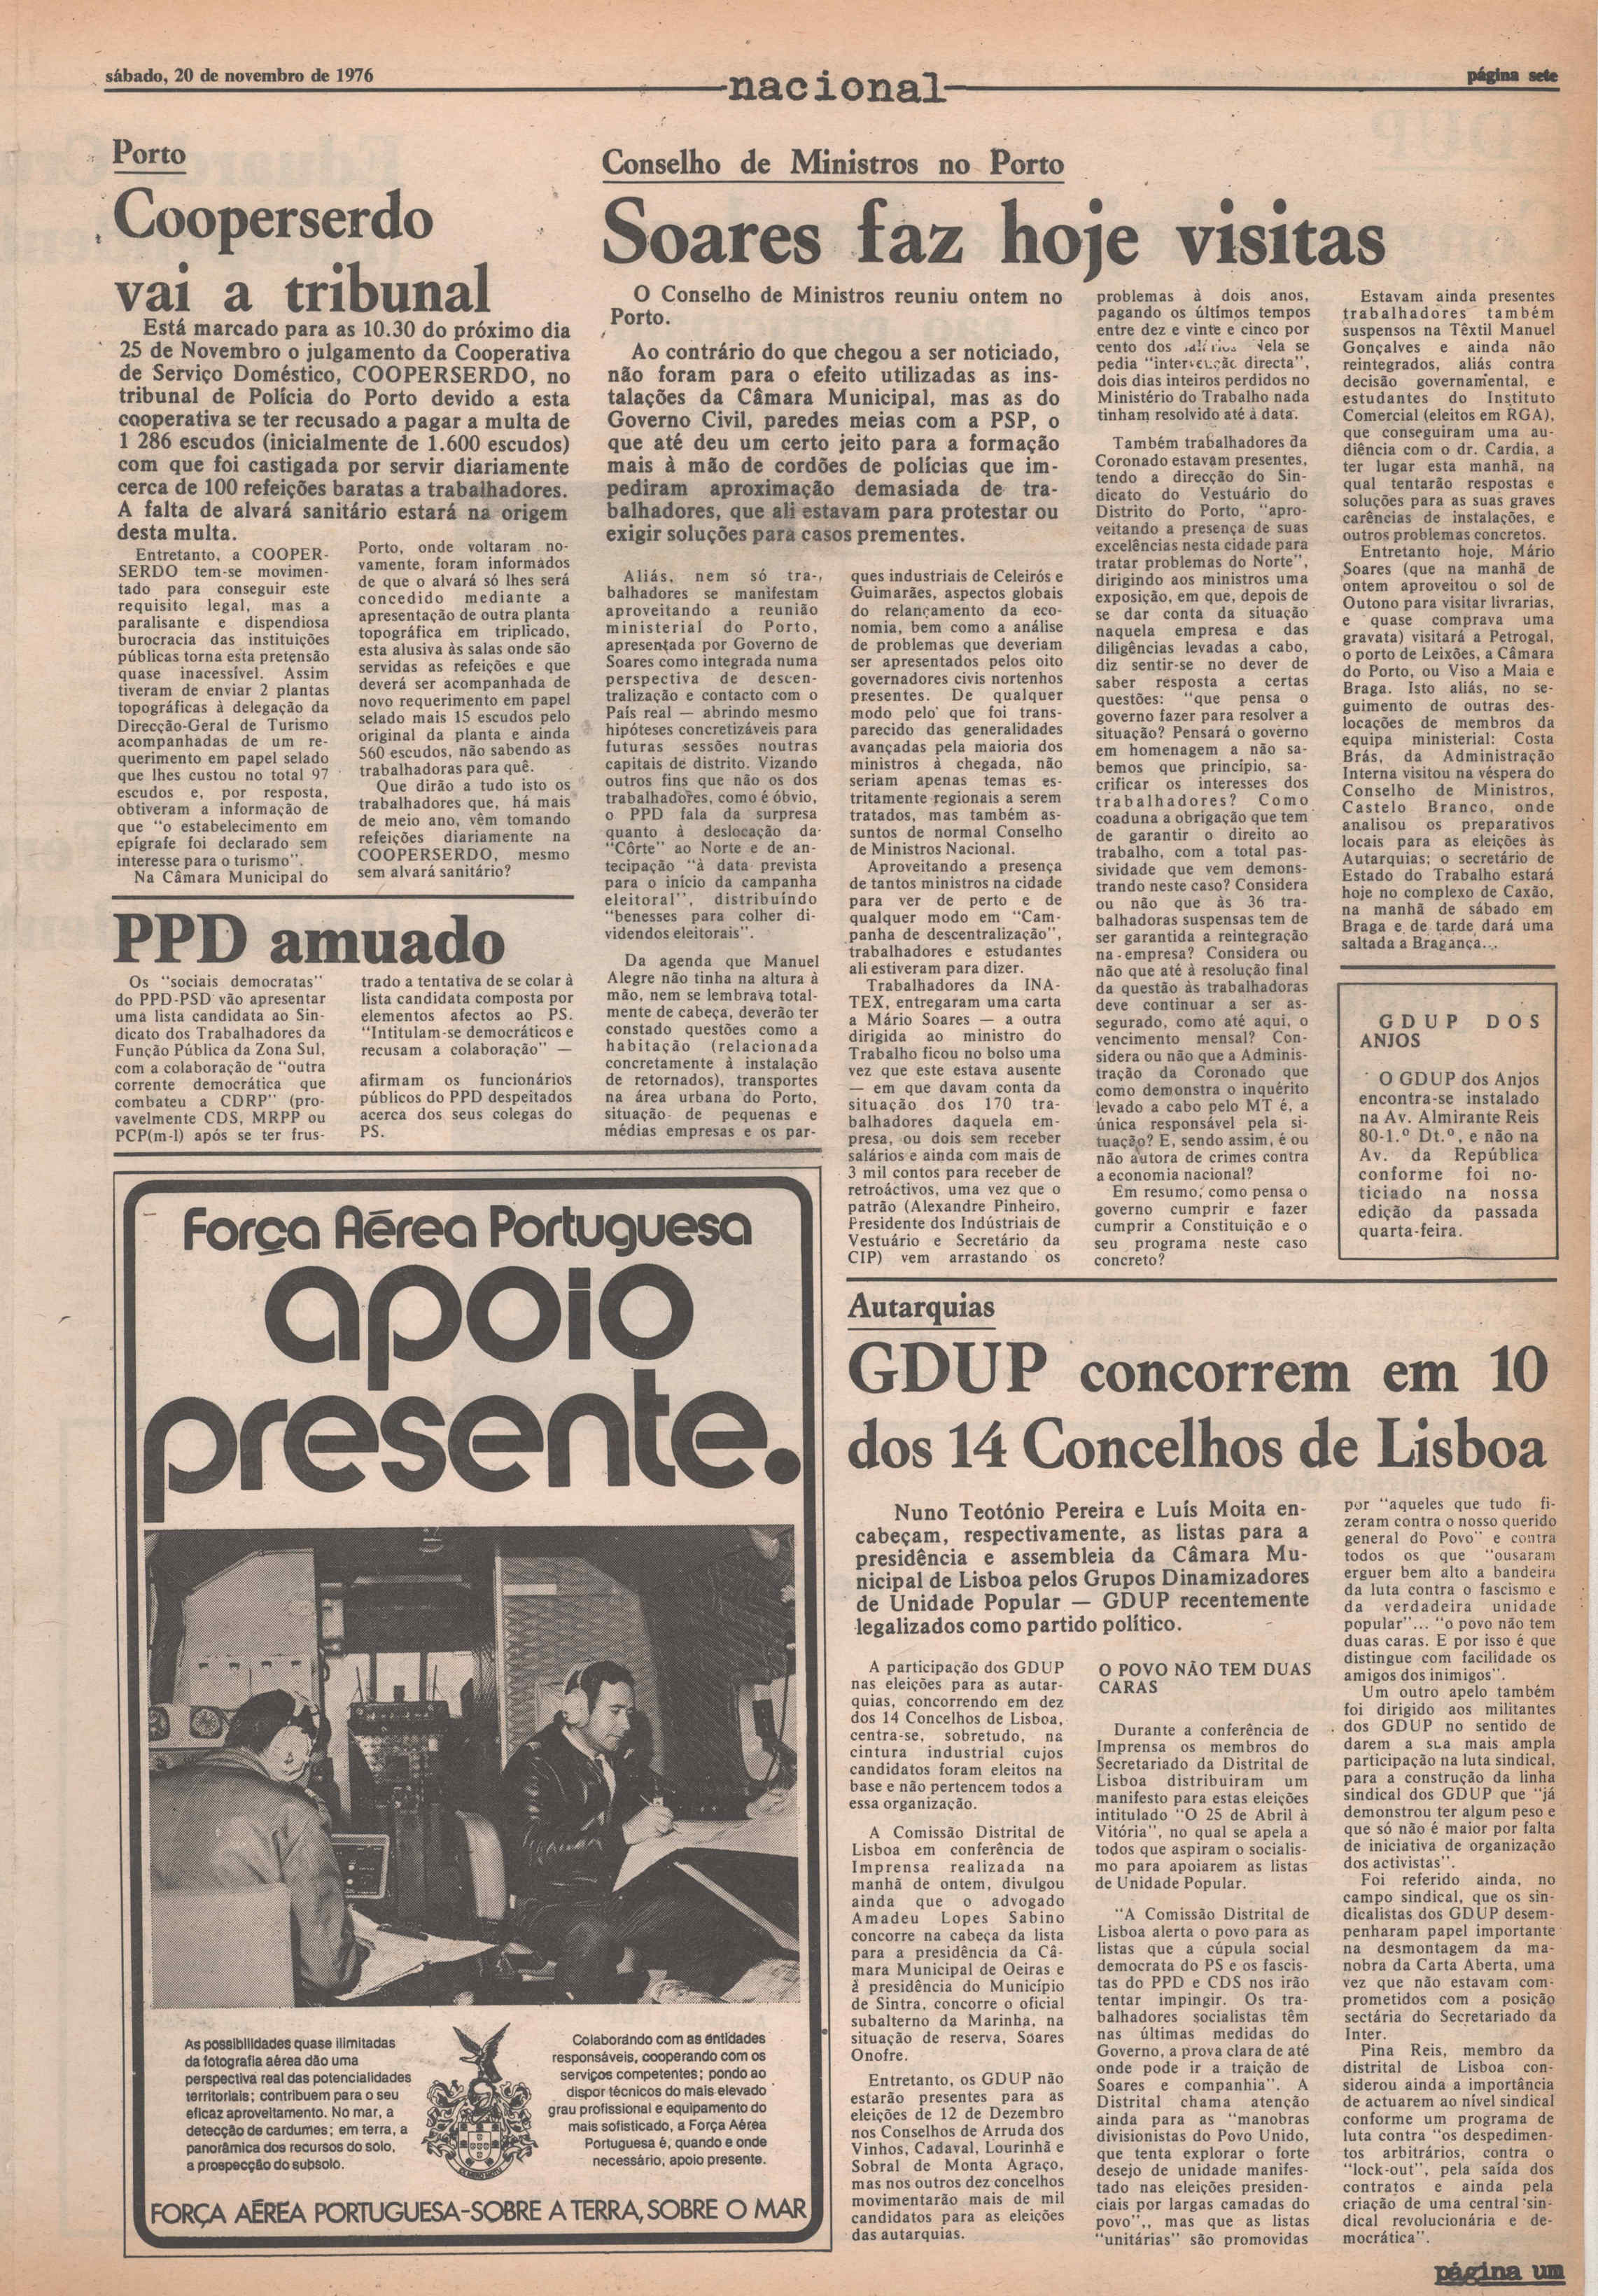 sábado, 20 de novembro de 1976
nacional
página sete
Porto
Cooperserdo
vai a tribunal
Está marcado para as 10.30 do próximo dia
25 de Novembro o julgamento da Cooperativa
de Serviço Doméstico, COOPERSERDO, no
tribunal de Polícia do Porto devido a esta
cooperativa se ter recusado a pagar a multa de
1 286 escudos (inicialmente de 1.600 escudos)
com que foi castigada por servir diariamente
cerca de 100 refeições baratas a trabalhadores.
A falta de alvará sanitário estará na origem
desta multa.
Entretanto, a COOPER-
SERDO tem-se movimen-
tado para conseguir este
requisito legal, mas a
paralisante e dispendiosa
burocracia das instituições
públicas torna esta pretensão
quase inacessível. Assim
tiveram de enviar 2 plantas
topográficas à delegação da
Direcção-Geral de Turismo
acompanhadas de um re-
querimento em papel selado
que lhes custou no total 97
escudos e, por resposta,
obtiveram a informação de
que "o estabelecimento em
epígrafe foi declarado sem
interesse para o turismo".
Na Câmara Municipal do
Porto, onde voltaram no-
vamente, foram informados
de que o alvará só lhes será
concedido mediante a
apresentação de outra planta
topográfica em triplicado,
esta alusiva às salas onde são
servidas as refeições e que
deverá ser acompanhada de
novo requerimento em papel
selado mais 15 escudos pelo
original da planta e ainda
560 escudos, não sabendo as
trabalhadoras para quê.
Que dirão a tudo isto os
trabalhadores que, há mais
de meio ano, vêm tomando
refeições diariamente na
COOPERSERDO, mesmo
sem alvará sanitário?
PPD amuado
Os "sociais democratas"
do PPD-PSD vão apresentar
uma lista candidata ao Sin-
dicato dos Trabalhadores da
Função Pública da Zona Sul,
com a colaboração de "outra
corrente democrática que
combateu a CDRP" (pro-
vavelmente CDS, MRPP ou
PCP(m-l) após se ter frus-
trado a tentativa de se colar à
lista candidata composta por
elementos afectos ao PS.
"Intitulam-se democráticos e
recusam a colaboração" —
afirmam os funcionários
públicos do PPD despeitados
acerca dos seus colegas do
PS.
Conselho de Ministros no Porto
Soares faz hoje visitas
O Conselho de Ministros reuniu ontem no
Porto.
Ao contrário do que chegou a ser noticiado,
não foram para o efeito utilizadas as ins-
talações da Câmara Municipal, mas as do
Governo Civil, paredes meias com a PSP, o
que até deu um certo jeito para a formação
mais à mão de cordões de polícias que im-
pediram aproximação demasiada de tra-
balhadores, que ali estavam para protestar ou
exigir soluções para casos prementes.
Aliás, nem só tra-
balhadores se manifestam
aproveitando a reunião
ministerial do Porto,
apresentada por Governo de
Soares como integrada numa
perspectiva de descen-
tralização e contacto com o
País real — abrindo mesmo
hipóteses concretizáveis para
futuras sessões noutras
capitais de distrito. Vizando
outros fins que não os dos
trabalhadores, como é óbvio,
o PPD fala da surpresa
quanto à deslocação da
"Côrte" ao Norte e de an-
tecipação "à data prevista
para o início da campanha
eleitoral", distribuíndo
"benesses para colher di-
videndos eleitorais".
Da agenda que Manuel
Alegre não tinha na altura à
mão, nem se lembrava total-
mente de cabeça, deverão ter
constado questões como a
habitação (relacionada
concretamente à instalação
de retornados), transportes
na área urbana do Porto,
situação de pequenas e
médias empresas e os par-
ques industriais de Celeirós e
Guimarães, aspectos globais
do relançamento da eco-
nomia, bem como a análise
de problemas que deveriam
ser apresentados pelos oito
governadores civis nortenhos
presentes. De qualquer
modo pelo que foi trans-
parecido das generalidades
avançadas pela maioria dos
ministros à chegada, não
seriam apenas temas es-
tritamente regionais a serem
tratados, mas também as-
suntos de normal Conselho
de Ministros Nacional.
Aproveitando a presença
de tantos ministros na cidade
para ver de perto e de
qualquer modo em "Cam-
panha de descentralização",
trabalhadores e estudantes
ali estiveram para dizer.
Trabalhadores da INA-
TEX, entregaram uma carta
a Mário Soares — a outra
dirigida ao ministro do
Trabalho ficou no bolso uma
vez que este estava ausente
— em que davam conta da
situação dos 170 tra-
balhadores daquela em-
presa, ou dois sem receber
salários e ainda com mais de
3 mil contos para receber de
retroáctivos, uma vez que o
patrão (Alexandre Pinheiro,
Presidente dos Indústriais de
Vestuário e Secretário da
CIP) vem arrastando os
problemas à dois anos,
pagando os últimos tempos
entre dez e vinte e cinco por
cento dos Nela se
pedia "intervenção directa",
dois dias inteiros perdidos no
Ministério do Trabalho nada
tinham resolvido até à data.
Também trabalhadores da
Coronado estavam presentes,
tendo a direcção do Sin-
dicato do Vestuário do
Distrito do Porto, "apro-
veitando a presença de suas
excelências nesta cidade para
tratar problemas do Norte",
dirigindo aos ministros uma
exposição, em que, depois de
se dar conta da situação
naquela empresa e das
diligências levadas a cabo,
diz sentir-se no dever de
saber resposta a certas
questões: "que pensa o
governo fazer para resolver a
situação? Pensará o governo
em homenagem a não sa-
bemos que princípio, sa-
crificar os interesses dos
trabalhadores? Como
coaduna a obrigação que tem
de garantir o direito ao
trabalho, com a total pas-
sividade que vem demons-
trando neste caso? Considera
ou não que às 36 tra-
balhadoras suspensas tem de
ser garantida a reintegração
na empresa? Considera ou
não que até à resolução final
da questão às trabalhadoras
deve continuar a ser as-
segurado, como até aqui, o
vencimento mensal? Con-
sidera ou não que a Adminis-
tração da Coronado que
como demonstra o inquérito
levado a cabo pelo MT é, a
única responsável pela si-
tuação? E, sendo assim, é ou
não autora de crimes contra
a economia nacional?
Em resumo, como pensa o
governo cumprir e fazer
cumprir a Constituição e o
seu programa neste caso
concreto?
Estavam ainda presentes
trabalhadores também
suspensos na Têxtil Manuel
Gonçalves e ainda não
reintegrados, aliás contra
decisão governamental, e
estudantes do Instituto
Comercial (eleitos em RGA),
que conseguiram uma au-
diência com o dr. Cardia, a
ter lugar esta manhã, na
qual tentarão respostas e
soluções para as suas graves
carências de instalações, e
outros problemas concretos.
Entretanto hoje, Mário
Soares (que na manhã de
ontem aproveitou o sol de
Outono para visitar livrarias,
e quase comprava uma
gravata) visitará a Petrogal,
o porto de Leixões, a Câmara
do Porto, ou Viso a Maia e
Braga. Isto aliás, no se-
guimento de outras des-
locações de membros da
equipa ministerial: Costa
Brás, da Administração
Interna visitou na véspera do
Conselho de Ministros,
Castelo Branco, onde
analisou os preparativos
locais para as eleições às
Autarquias; o secretário de
Estado do Trabalho estará
hoje no complexo de Caxão,
na manhã de sábado em
Braga e de tarde dará uma
saltada a Bragança...
GDUP DOS
ANJOS
O GDUP dos Anjos
encontra-se instalado
na Av. Almirante Reis
80-1.º Dt.º, e não na
Av. da República
conforme foi no-
ticiado na nossa
edição da passada
quarta-feira.
Força Aérea Portuguesa
apoio
presente.
As possibilidades quase ilimitadas
da fotografia aérea dão uma
perspectiva real das potencialidades
territoriais; contribuem para o seu
eficaz aproveitamento. No mar, a
detecção de cardumes; em terra, a
panorâmica dos recursos do solo,
a prospecção do subsolo.
Colaborando com as entidades
responsáveis, cooperando com os
serviços competentes; pondo ao
dispor técnicos do mais elevado
grau profissional e equipamento do
mais sofisticado, a Força Aérea
Portuguesa é, quando e onde
necessário, apoio presente.
FORÇA AÉREA PORTUGUESA-SOBRE A TERRA, SOBRE O MAR
Autarquias
GDUP concorrem em 10
dos 14 Concelhos de Lisboa
Nuno Teotónio Pereira e Luís Moita en-
cabeçam, respectivamente, as listas para a
presidência e assembleia da Câmara Mu-
nicipal de Lisboa pelos Grupos Dinamizadores
de Unidade Popular — GDUP recentemente
legalizados como partido político.
A participação dos GDUP
nas eleições para as autar-
quias, concorrendo em dez
dos 14 Concelhos de Lisboa,
centra-se, sobretudo, na
cintura industrial cujos
candidatos foram eleitos na
base e não pertencem todos a
essa organização.
A Comissão Distrital de
Lisboa em conferência de
Imprensa realizada na
manhã de ontem, divulgou
ainda que o advogado
Amadeu Lopes Sabino
concorre na cabeça da lista
para a presidência da Câ-
mara Municipal de Oeiras e
à presidência do Município
de Sintra, concorre o oficial
subalterno da Marinha, na
situação de reserva, Soares
Onofre.
Entretanto, os GDUP não
estarão presentes para as
eleições de 12 de Dezembro
nos Conselhos de Arruda dos
Vinhos, Cadaval, Lourinhã e
Sobral de Monta Agraço,
mas nos outros dez concelhos
movimentarão mais de mil
candidatos para as eleições
das autarquias.
O POVO NÃO TEM DUAS
CARAS
Durante a conferência de
Imprensa os membros do
Secretariado da Distrital de
Lisboa distribuiram um
manifesto para estas eleições
intitulado "O 25 de Abril à
Vitória", no qual se apela a
todos que aspiram o socialis-
mo para apoiarem as listas
de Unidade Popular.
"A Comissão Distrital de
Lisboa alerta o povo para as
listas que a cúpula social
democrata do PS e os fascis-
tas do PPD e CDS nos irão
tentar impingir. Os tra-
balhadores socialistas têm
nas últimas medidas do
Governo, a prova clara de até
onde pode ir a traição de
Soares e companhia". A
Distrital chama atenção
ainda para as "manobras
divisionistas do Povo Unido,
que tenta explorar o forte
desejo de unidade manifes-
tado nas eleições presiden-
ciais por largas camadas do
povo",, mas que as listas
"unitárias" são promovidas
por "aqueles que tudo fi-
zeram contra o nosso querido
general do Povo" e contra
todos os que "ousaram
erguer bem alto a bandeira
da luta contra o fascismo e
da verdadeira unidade
popular"... "o povo não tem
duas caras. E por isso é que
distingue com facilidade os
amigos dos inimigos".
Um outro apelo também
foi dirigido aos militantes
dos GDUP no sentido de
darem a sua mais ampla
participação na luta sindical,
para a construção da linha
sindical dos GDUP que "já
demonstrou ter algum peso e
que só não é maior por falta
de iniciativa de organização
dos activistas".
Foi referido ainda, no
campo sindical, que os sin-
dicalistas dos GDUP desem-
penharam papel importante
na desmontagem da ma-
nobra da Carta Aberta, uma
vez que não estavam com-
prometidos com a posição
sectária do Secretariado da
Inter.
Pina Reis, membro da
distrital de Lisboa con-
siderou ainda a importância
de actuarem ao nível sindical
conforme um programa de
luta contra "os despedimen-
tos arbitrários, contra o
"lock-out", pela saída dos
contratos e ainda pela
criação de uma central sin-
dical revolucionária e de-
mocrática".
página um